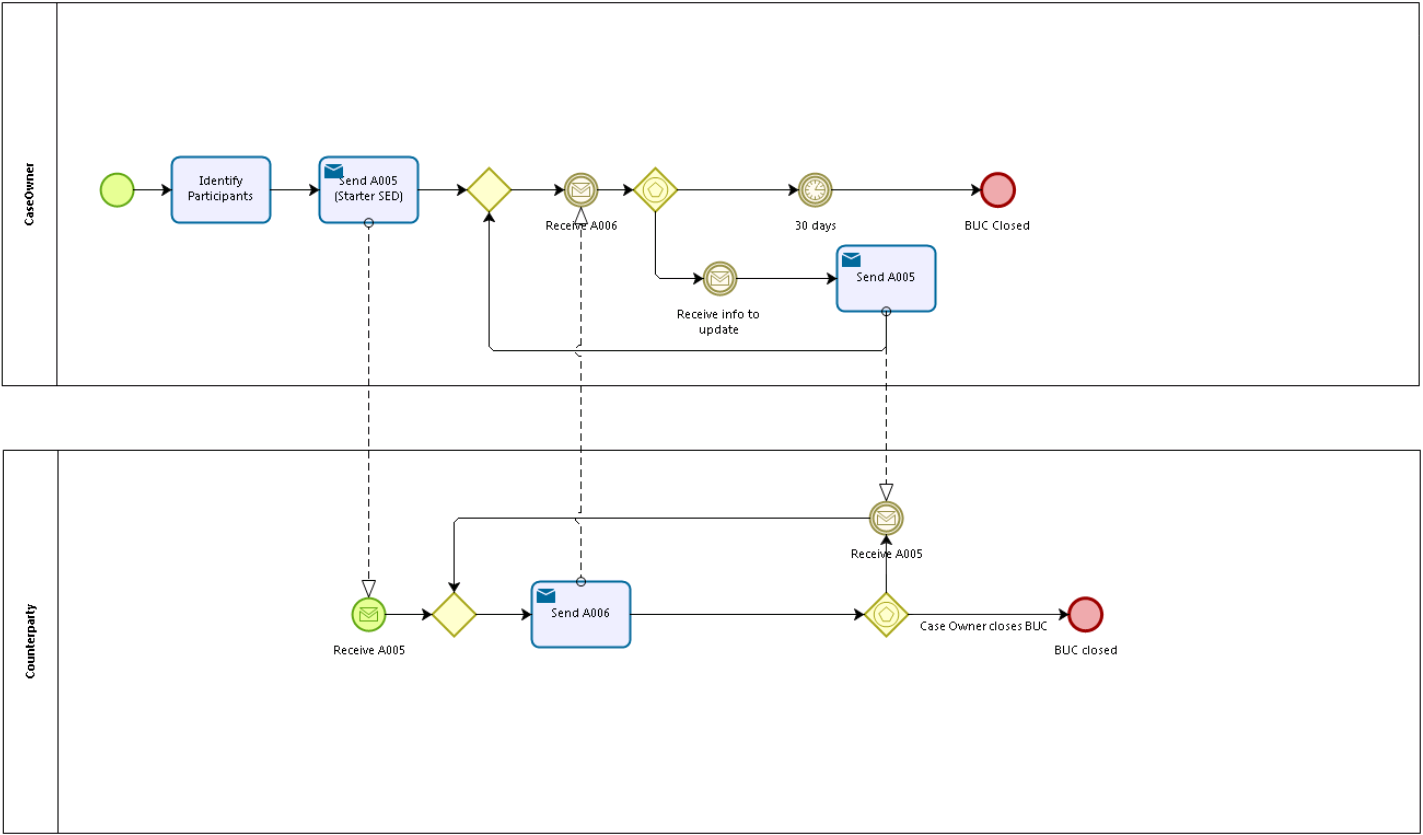 CaseOwner
Identify
Participants
Send A005
(Starter SED)
Receive A006
30 days
BUC Closed
Receive info to
update
Send A005
Counterparty
Receive A005
Receive A005
Send A006
Case Owner closes BUC
BUC closed